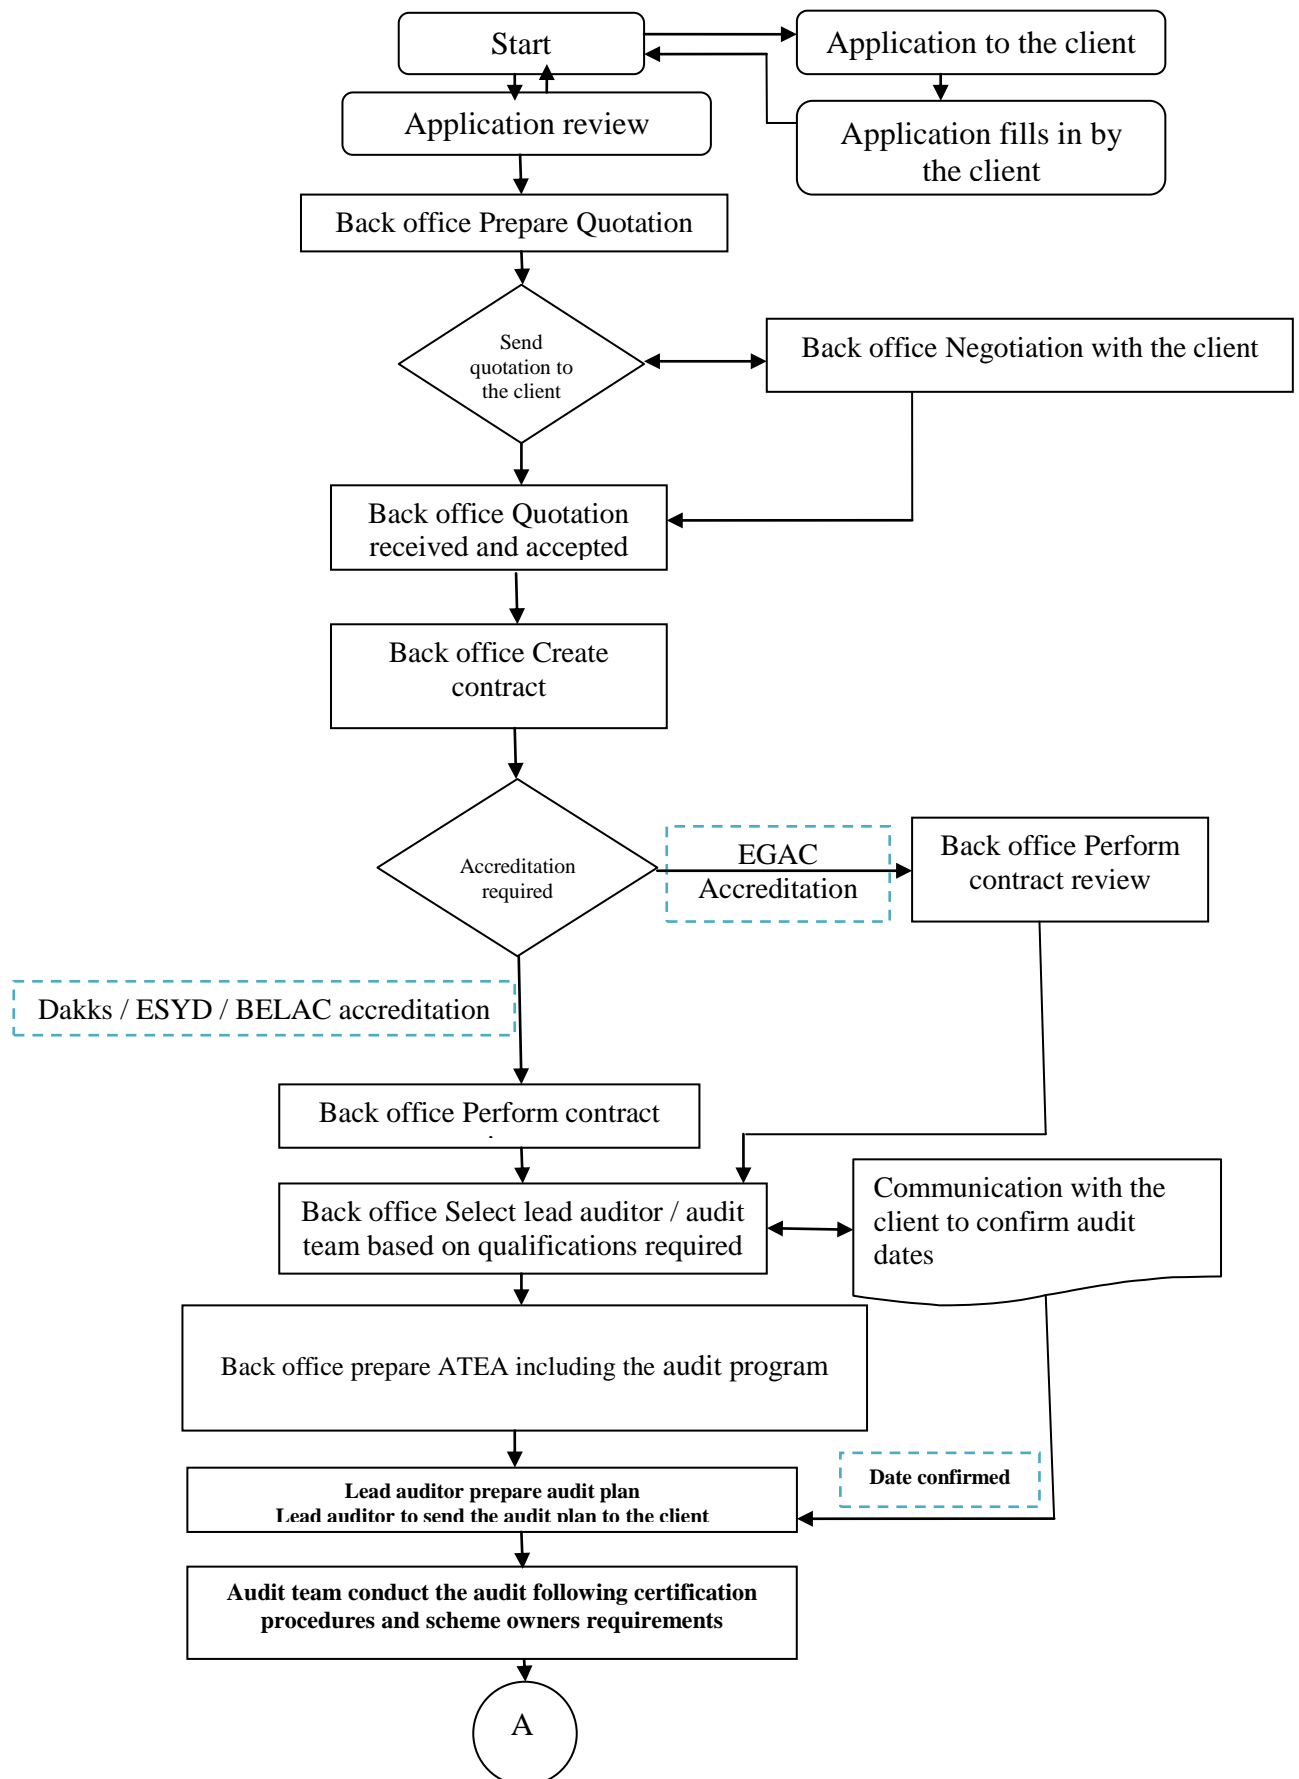 Start
Application to the client
Application review
Application fills in by
the client
Back office Prepare Quotation
Send
quotation to
the client
Back office Negotiation with the client
Back office Quotation
received and accepted
Back office Create
contract
Accreditation
required
EGAC
Accreditation
Back office Perform
contract review
Dakks / ESYD / BELAC accreditation
Back office Perform contract
Back office Select lead auditor / audit
team based on qualifications required
Communication with the
client to confirm audit
dates
Back office prepare ATEA including the audit program
Date confirmed
Lead auditor prepare audit plan
Lead auditor to send the audit plan to the client
Audit team conduct the audit following certification
procedures and scheme owners requirements
A